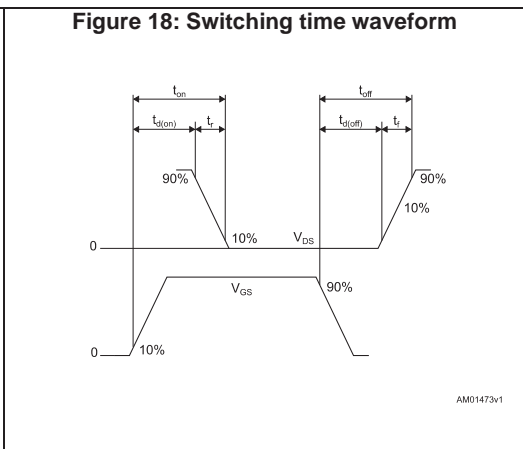 Figure 18: Switching time waveform
ton toff
td(on) tr td(off) tf
90% 90%
10%
0 10% VDS
VGS 90%
0 10%
AM01473v1